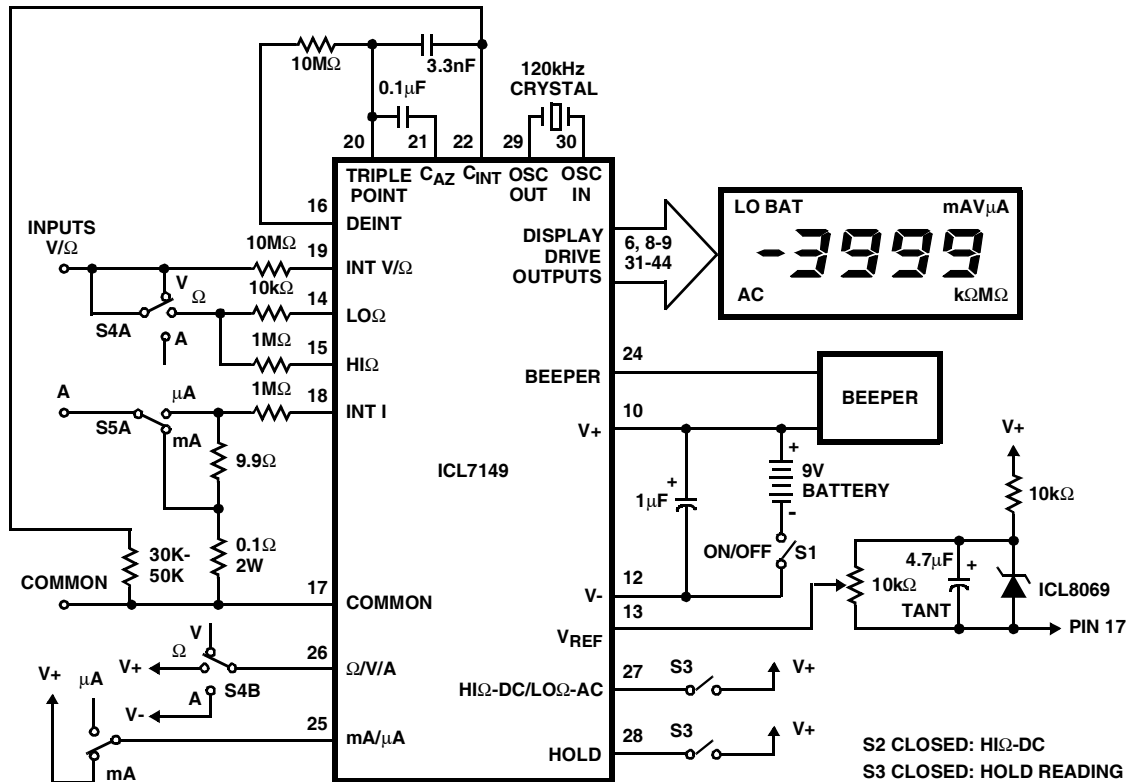 10MΩ
3.3nF
0.1µF
120kHz
CRYSTAL
20
21
22
29
30
TRIPLE
POINT
CAZ
CINT
OSC
OUT
OSC
IN
16
DEINT
INPUTS
V/Ω
10MΩ
19
INT V/Ω
10kΩ
14
LOΩ
V
Ω
S4A
A
1MΩ
15
HIΩ
1MΩ
18
INT I
A
µA
S5A
mA
9.9Ω
0.1Ω
2W
30K-
50K
COMMON
17
COMMON
V
Ω
V+
26
Ω/V/A
A
S4B
V-
V+
µA
25
mA/µA
mA
ICL7149
DISPLAY
DRIVE
OUTPUTS
6, 8-9
31-44
LO BAT
mAVµA
-3999
AC
kΩMΩ
24
BEEPER
BEEPER
10
V+
+
1µF
+
9V
BATTERY
-
ON/OFF
S1
12
V-
13
VREF
V+
10kΩ
10kΩ
4.7µF
+
TANT
ICL8069
PIN 17
27
HIΩ-DC/LOΩ-AC
S3
V+
28
HOLD
S3
V+
S2 CLOSED: HIΩ-DC
S3 CLOSED: HOLD READING